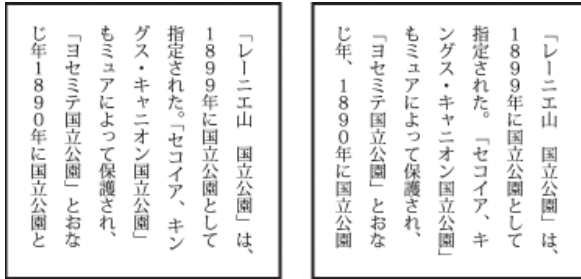 「レーニエ山　国立公園」は、
1899年に国立公園として
指定された。「セコイア、キン
グス・キャニオン国立公園」
もミュアによって保護され、
「ヨセミテ国立公園」とおな
じ年1890年に国立公園と
「レーニエ山　国立公園」は、
1899年に国立公園として
指定された。　「セコイア、キ
ングス・キャニオン国立公園」
もミュアによって保護され、
「ヨセミテ国立公園」とおな
じ年、1890年に国立公園